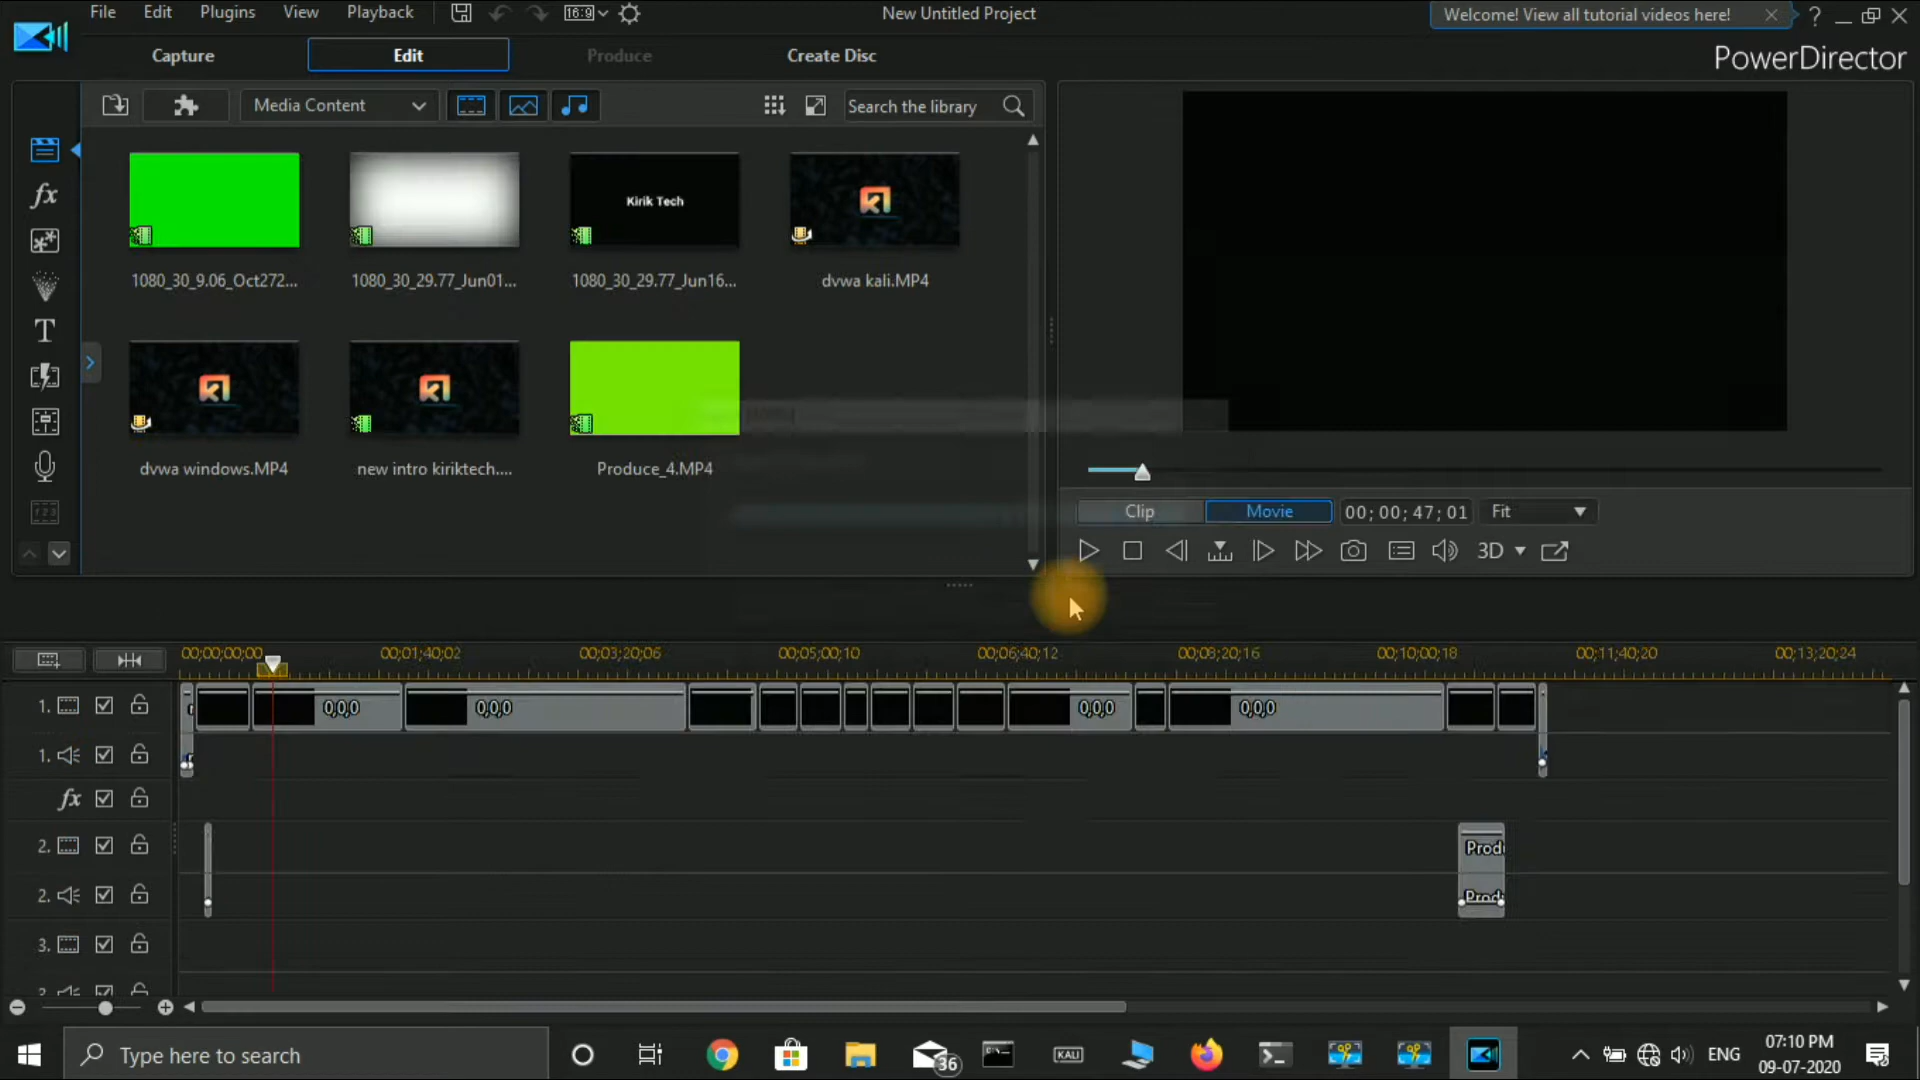 File Edit Plugins View Playback
16:9
New Untitled Project
Welcome! View all tutorial videos here!
?
Capture Edit Produce Create Disc
PowerDirector
Media Content
Search the library
Kirik Tech
1080_30_9.06_Oct272...
1080_30_29.77_Jun01...
1080_30_29.77_Jun16...
dvwa kali.MP4
dvwa windows.MP4
new intro kiriktech....
Produce_4.MP4
fx
T
Clip Movie 00; 00; 47; 01 Fit
3D
00;00;00;00 00;01;40;02 00;03;20;06 00;05;00;10 00;06;40;12 00;08;20;16 00;10;00;18 00;11;40;20 00;13;20;24
1. 0,0,0 0,0,0 0,0,0 0,0,0
1.
fx
2. Prod
2. Prod
3.
Type here to search
36
KALI
ENG
07:10 PM
09-07-2020